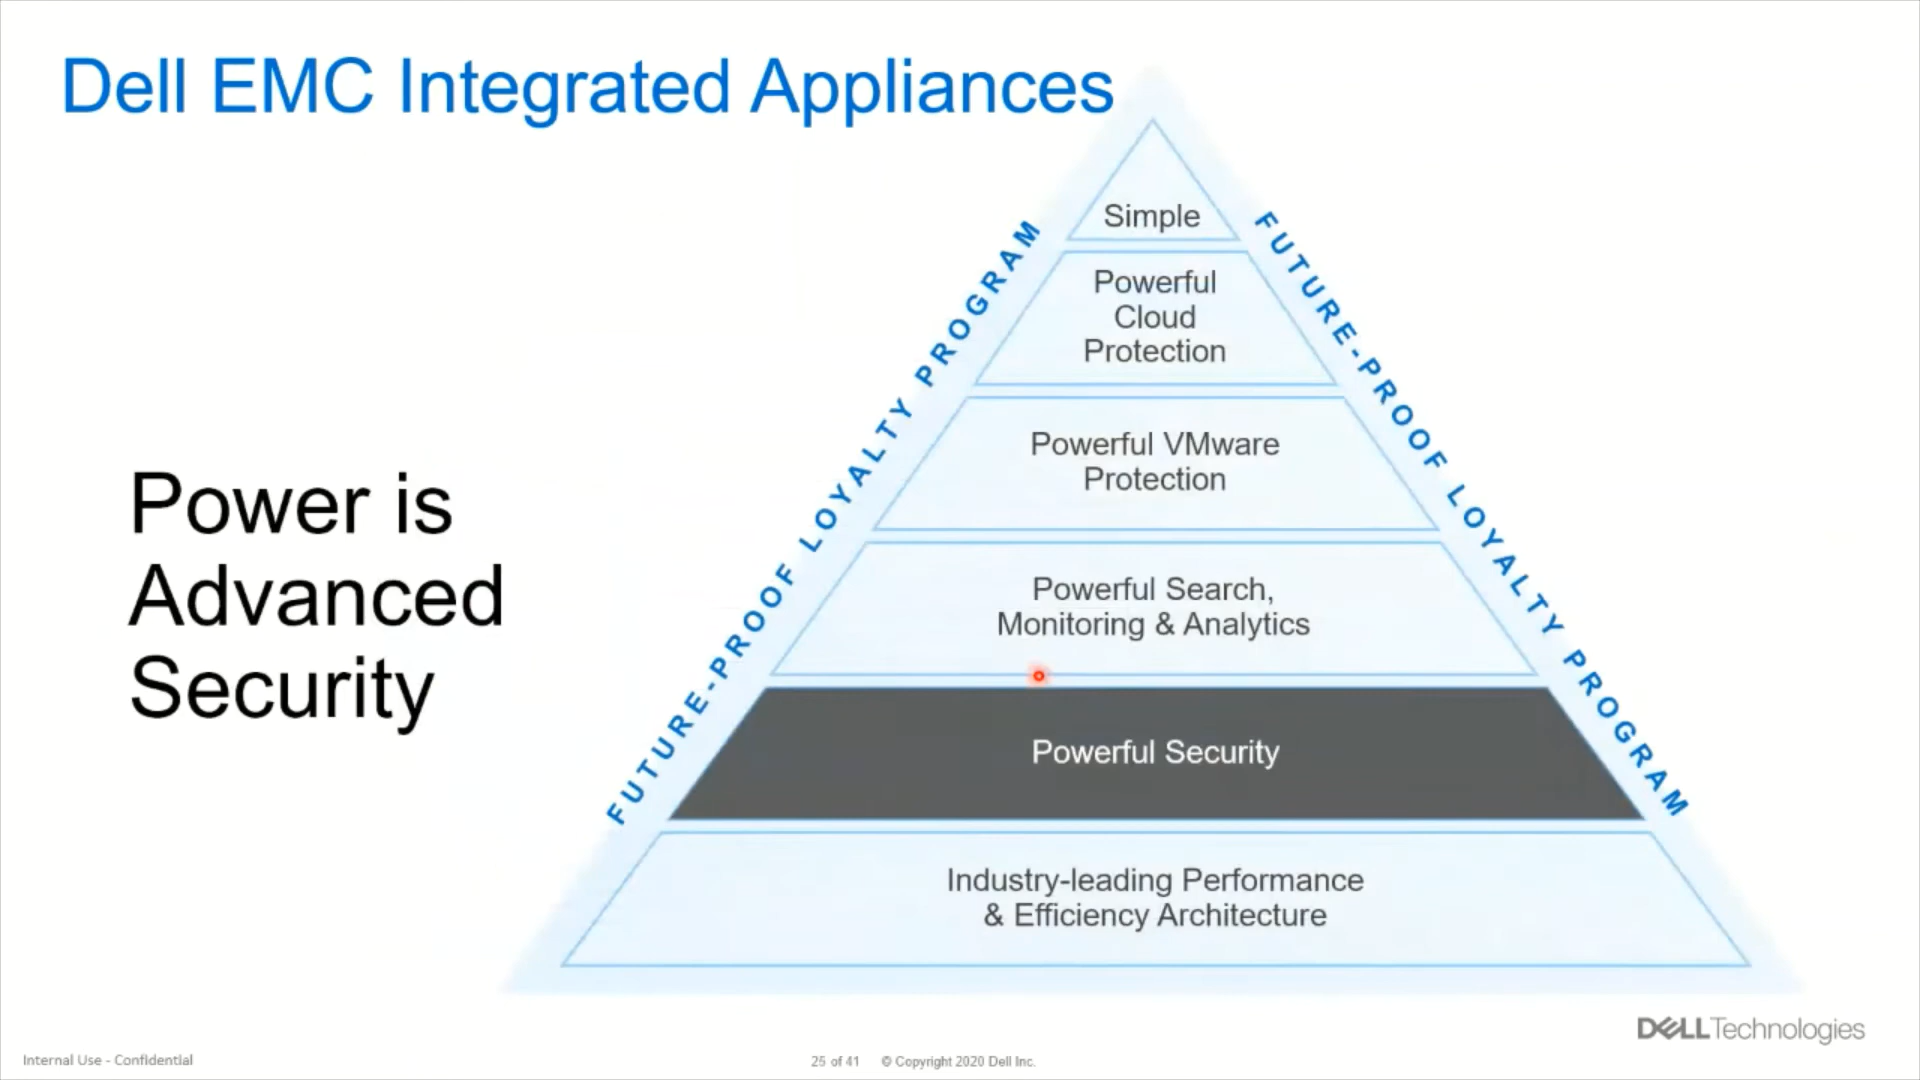 Dell EMC Integrated Appliances
Power is
Advanced
Security
FUTURE-PROOF LOYALTY PROGRAM
FUTURE-PROOF LOYALTY PROGRAM
Simple
Powerful
Cloud
Protection
Powerful VMware
Protection
Powerful Search,
Monitoring & Analytics
Powerful Security
Industry-leading Performance
& Efficiency Architecture
DELLTechnologies
Internal Use - Confidential
25 of 41 © Copyright 2020 Dell Inc.